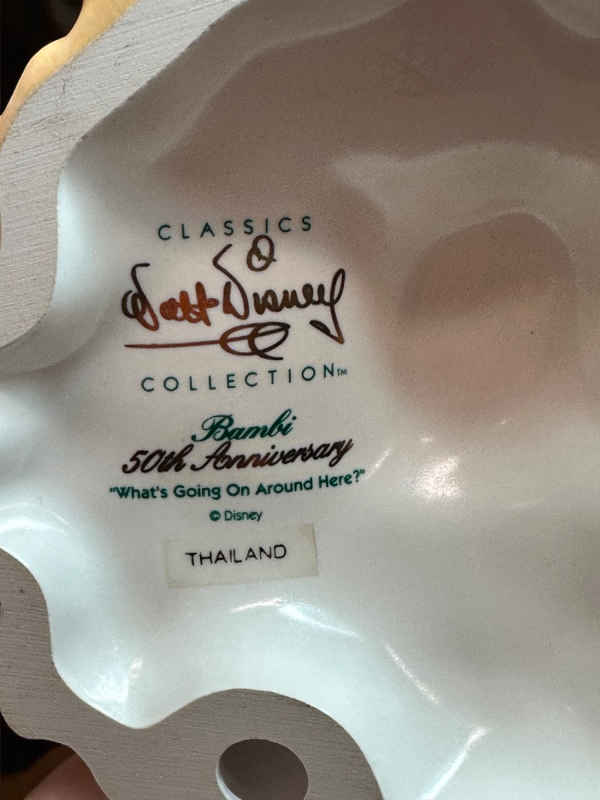 CLASSICS
Walt Disney
COLLECTION™
Bambi
50th Anniversary
"What's Going On Around Here?"
© Disney
THAILAND